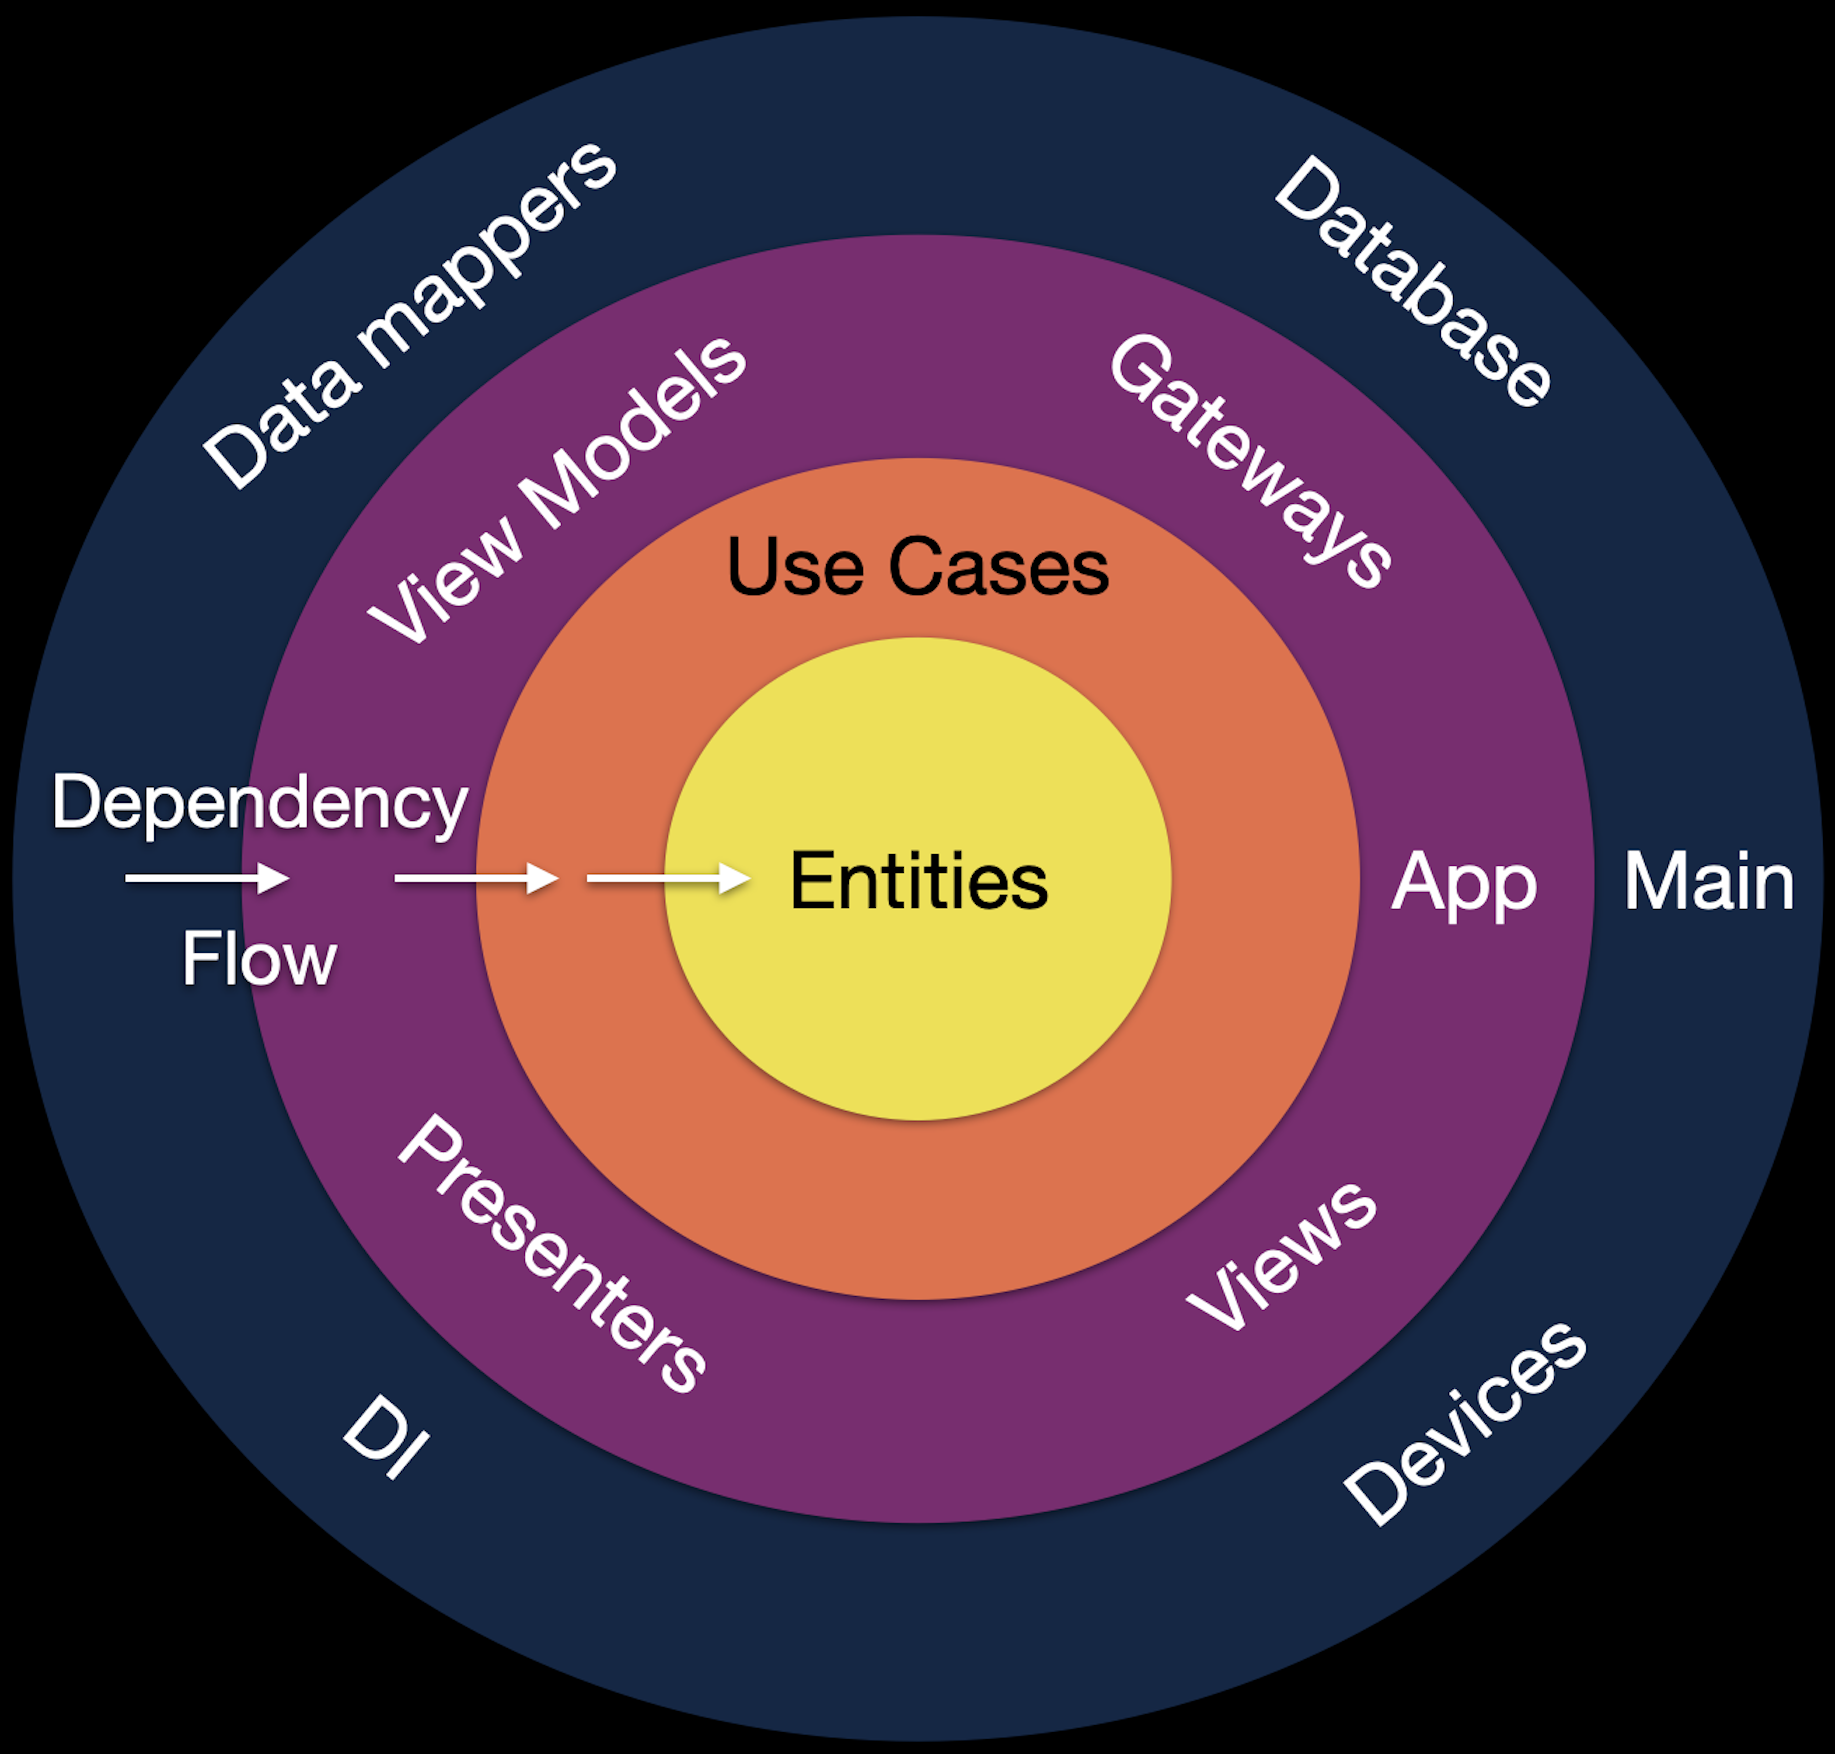 Data mappers
Database
View Models
Gateways
Use Cases
Dependency
Flow
Entities
App
Main
Presenters
Views
DI
Devices